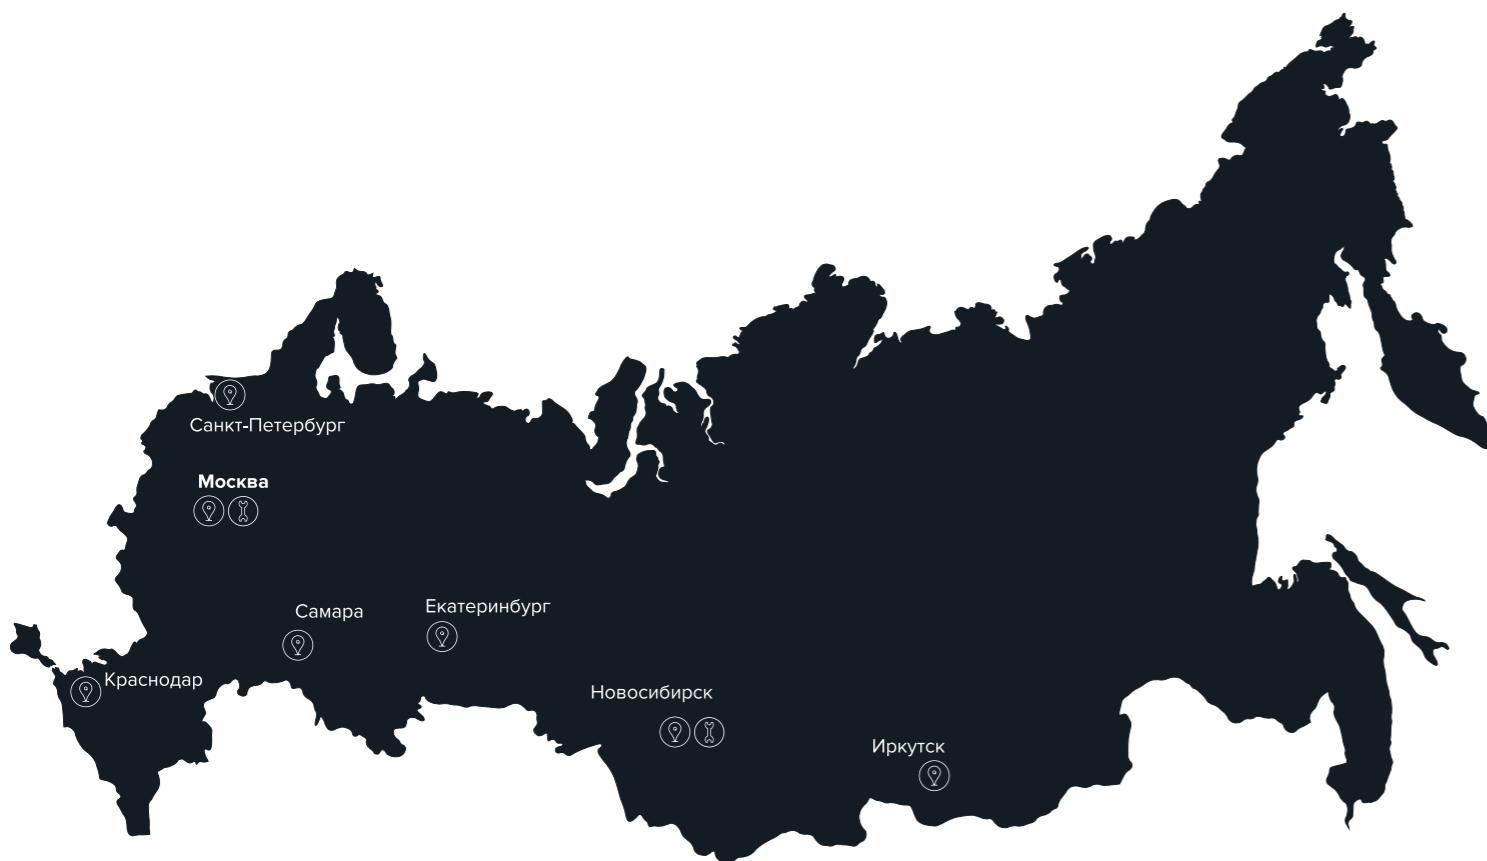 Санкт-Петербург
Москва
Самара
Екатеринбург
Краснодар
Новосибирск
Иркутск